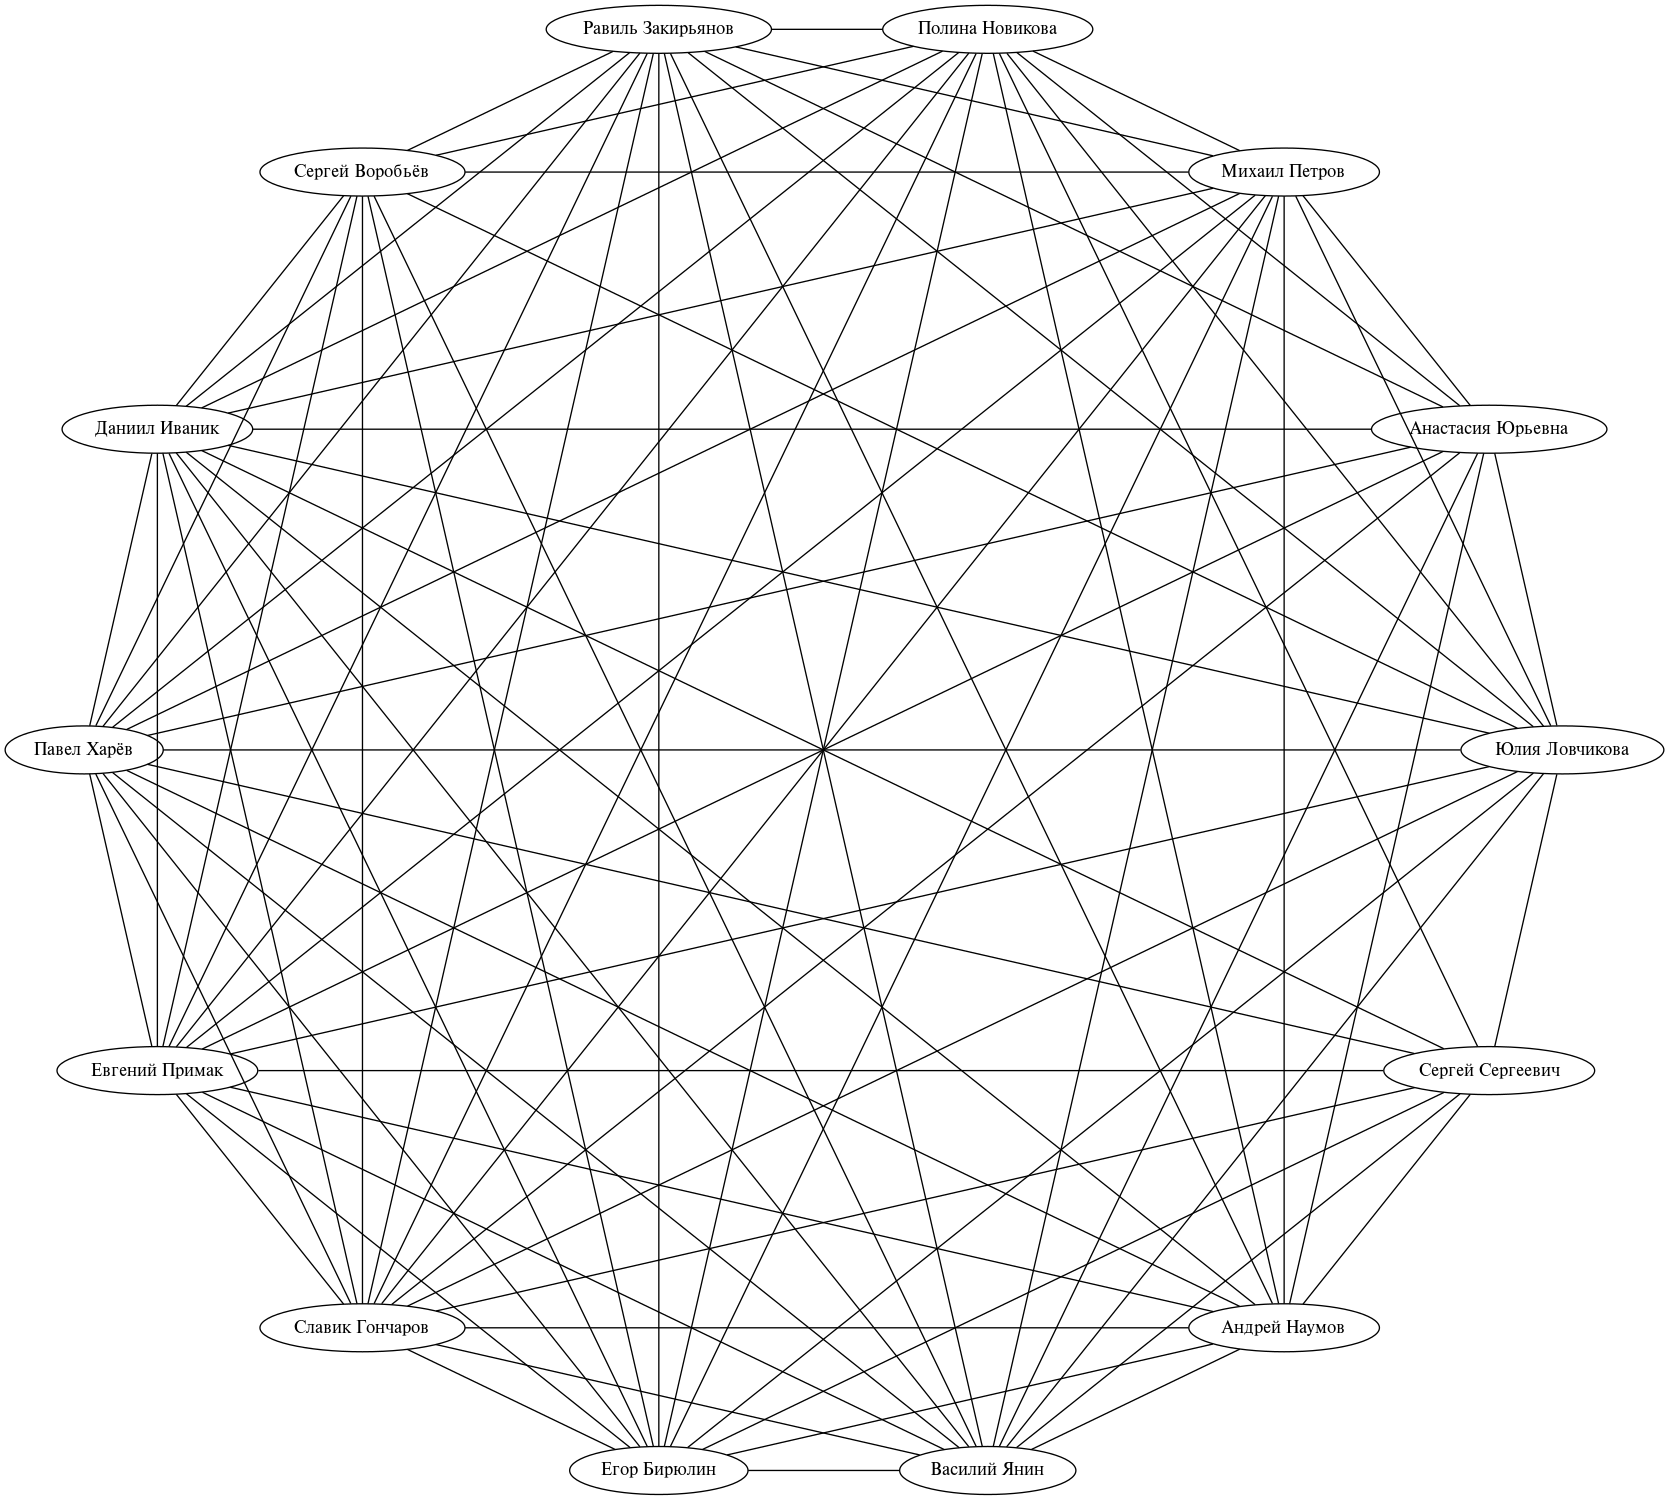 Равиль Закирьянов
Полина Новикова
Сергей Воробьёв
Михаил Петров
Даниил Иваник
Анастасия Юрьевна
Павел Харёв
Юлия Ловчикова
Евгений Примак
Сергей Сергеевич
Славик Гончаров
Андрей Наумов
Егор Бирюлин
Василий Янин